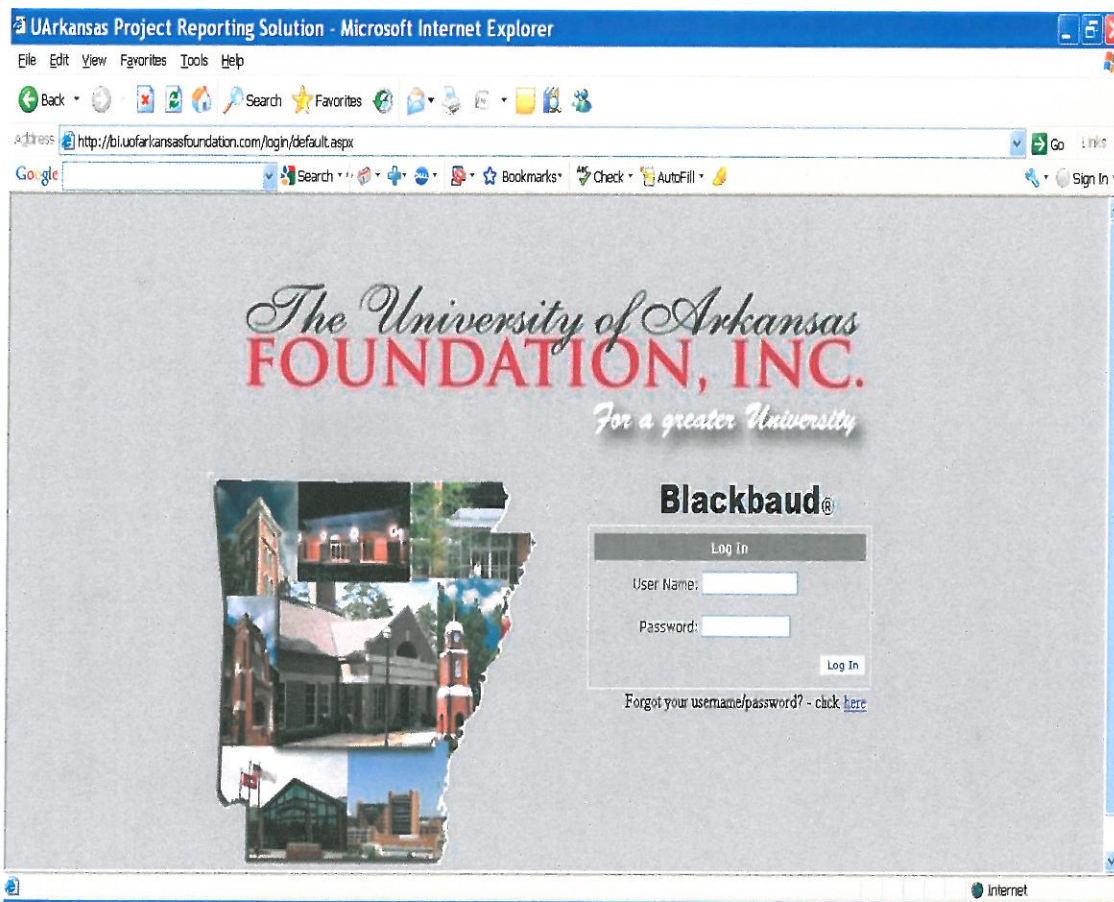 UArkansas Project Reporting Solution - Microsoft Internet Explorer
File Edit View Favorites Tools Help
Back Search Favorites
Address http://bi.uofarkansasfoundation.com/login/default.aspx Go Links
Google Search Bookmarks Check AutoFill Sign In
The University of Arkansas
FOUNDATION, INC.
For a greater University
Blackbaud®
Log In
User Name:
Password:
Log In
Forgot your username/password? - click here
Internet